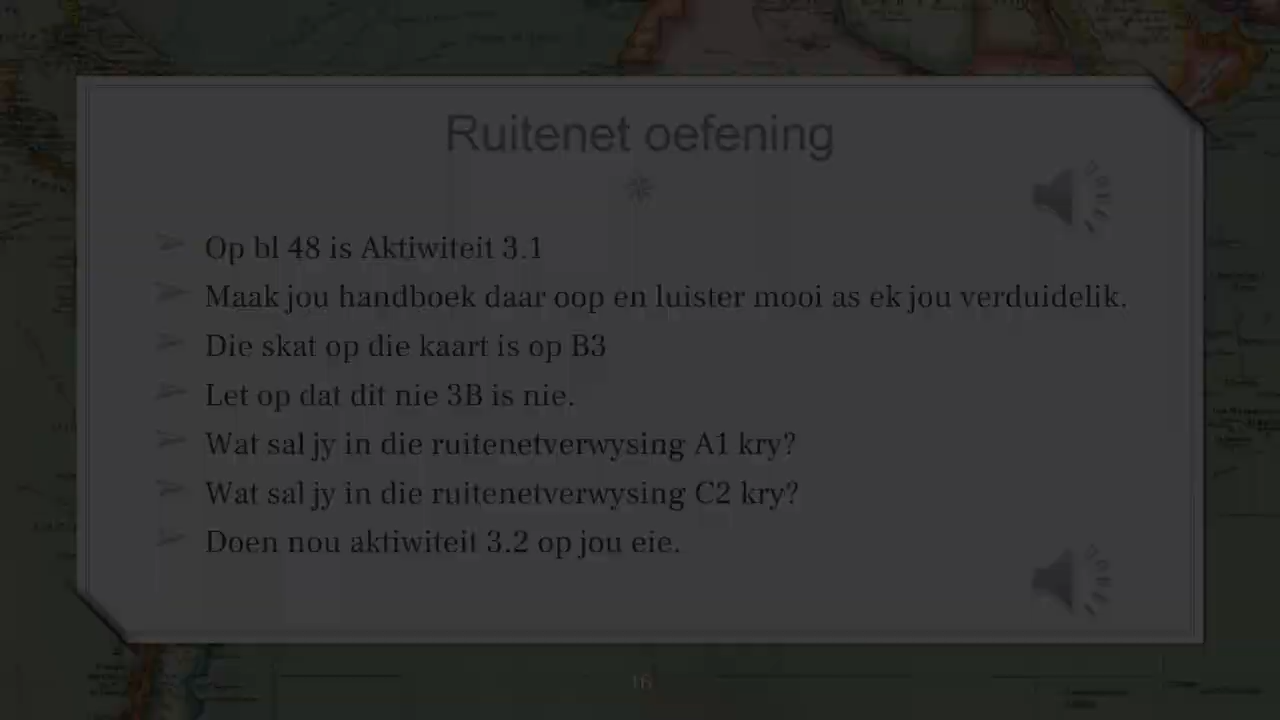 Ruitenet oefening
Op bl 48 is Aktiwiteit 3.1
Maak jou handboek daar oop en luister mooi as ek jou verduidelik.
Die skat op die kaart is op B3
Let op dat dit nie 3B is nie.
Wat sal jy in die ruitenetverwysing A1 kry?
Wat sal jy in die ruitenetverwysing C2 kry?
Doen nou aktiwiteit 3.2 op jou eie.
16